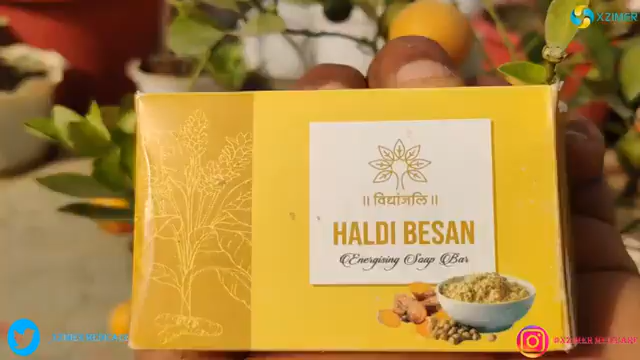 XZIMER
॥ विद्यांजलि ॥
HALDI BESAN
Energising Soap Bar